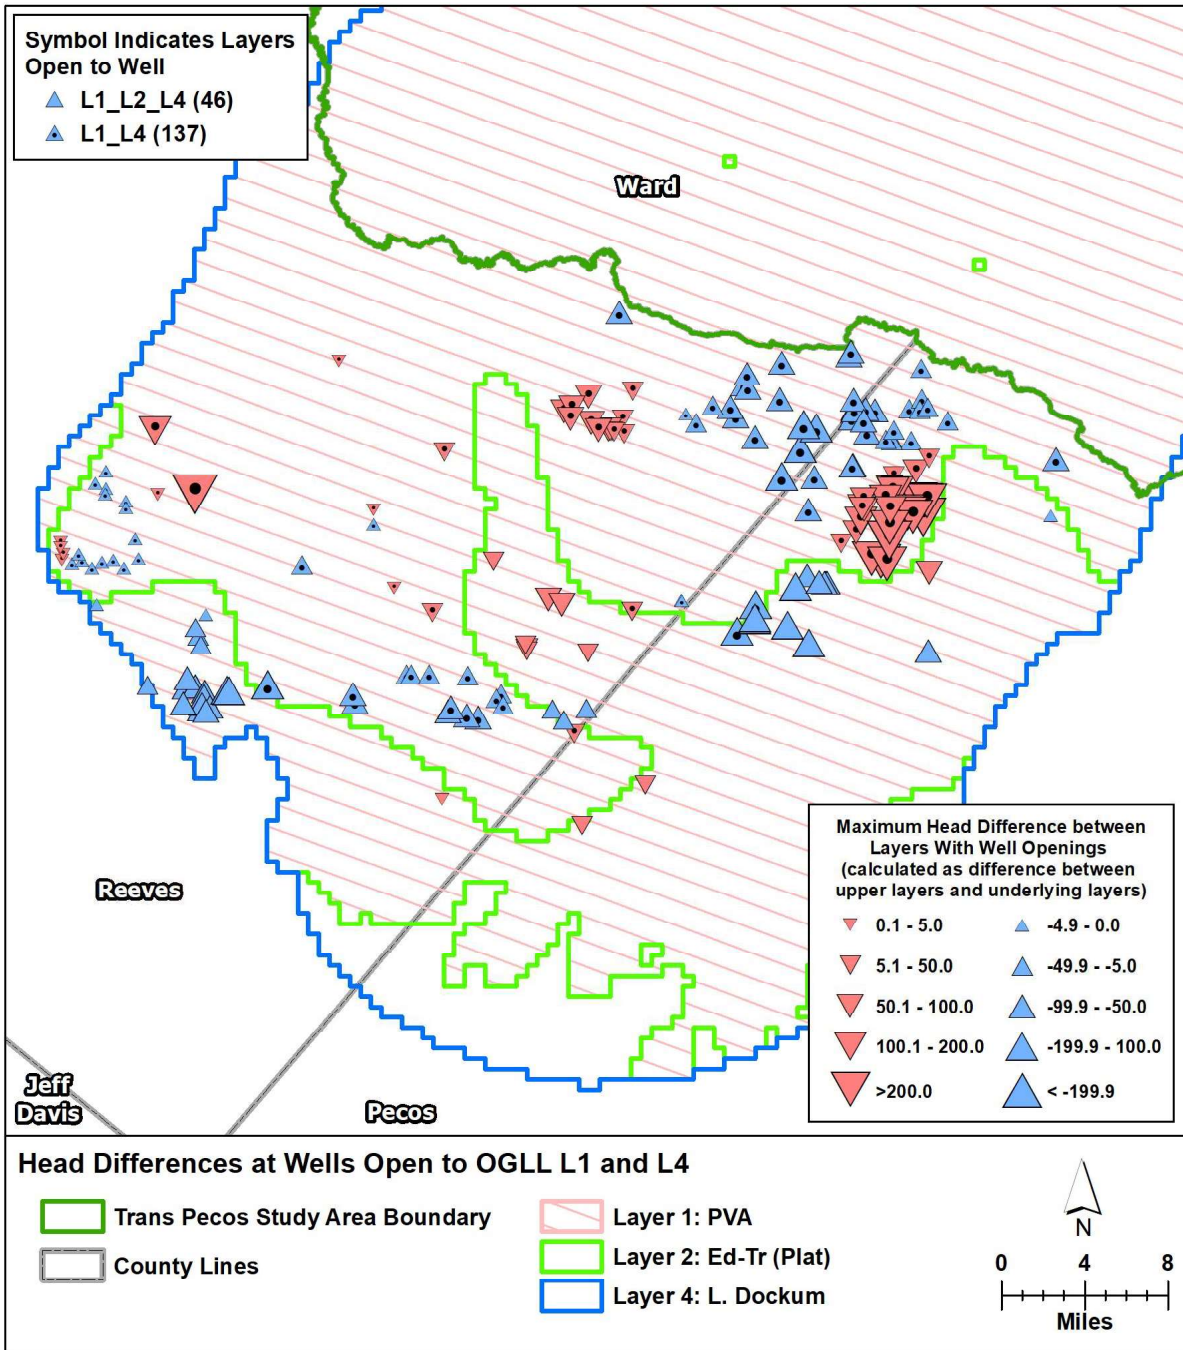 Symbol Indicates Layers
Open to Well
L1_L2_L4 (46)
L1_L4 (137)
Ward
Reeves
Jeff
Davis
Pecos
Maximum Head Difference between
Layers With Well Openings
(calculated as difference between
upper layers and underlying layers)
0.1 - 5.0 -4.9 - 0.0
5.1 - 50.0 -49.9 - -5.0
50.1 - 100.0 -99.9 - -50.0
100.1 - 200.0 -199.9 - 100.0
>200.0 < -199.9
Head Differences at Wells Open to OGLL L1 and L4
Trans Pecos Study Area Boundary
County Lines
Layer 1: PVA
Layer 2: Ed-Tr (Plat)
Layer 4: L. Dockum
N
0 4 8
Miles